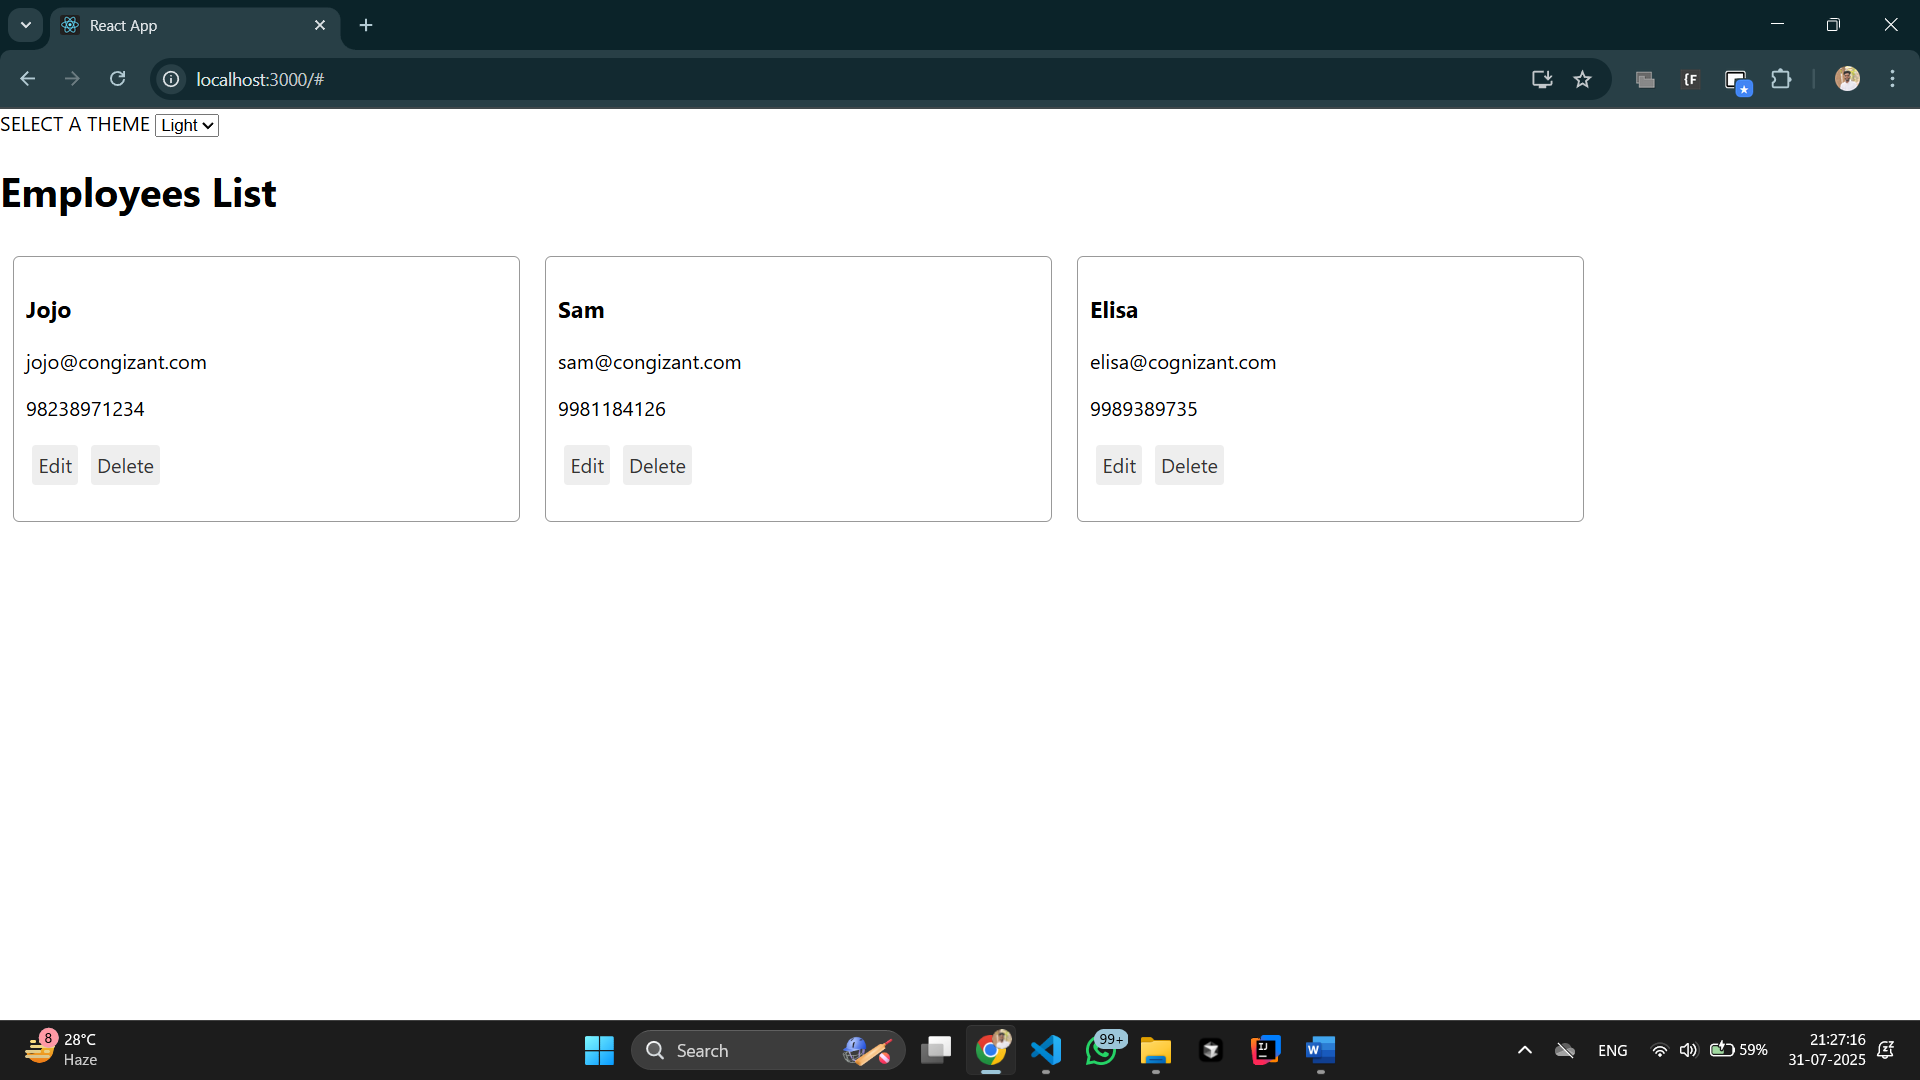 React App
localhost:3000/#
{F
SELECT A THEME Light
Employees List
Jojo
jojo@congizant.com
98238971234
Edit Delete
Sam
sam@congizant.com
9981184126
Edit Delete
Elisa
elisa@cognizant.com
9989389735
Edit Delete
8
28°C
Haze
Search
99+
IJ
W
ENG
59%
21:27:16
31-07-2025